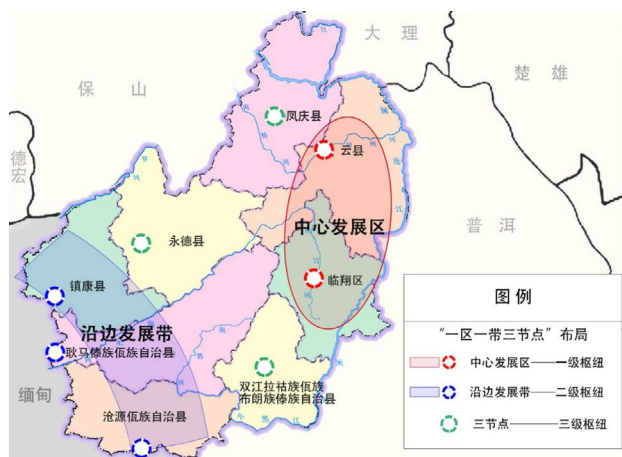 大理
楚雄
保山
凤庆县
云县
德宏
永德县
中心发展区
普洱
临翔区
镇康县
沿边发展带
耿马傣族佤族自治县
缅甸
双江拉祜族佤族
布朗族傣族自治县
沧源佤族自治县
小黑江
图例
“一区一带三节点”布局
中心发展区——一级枢纽
沿边发展带——二级枢纽
三节点——三级枢纽